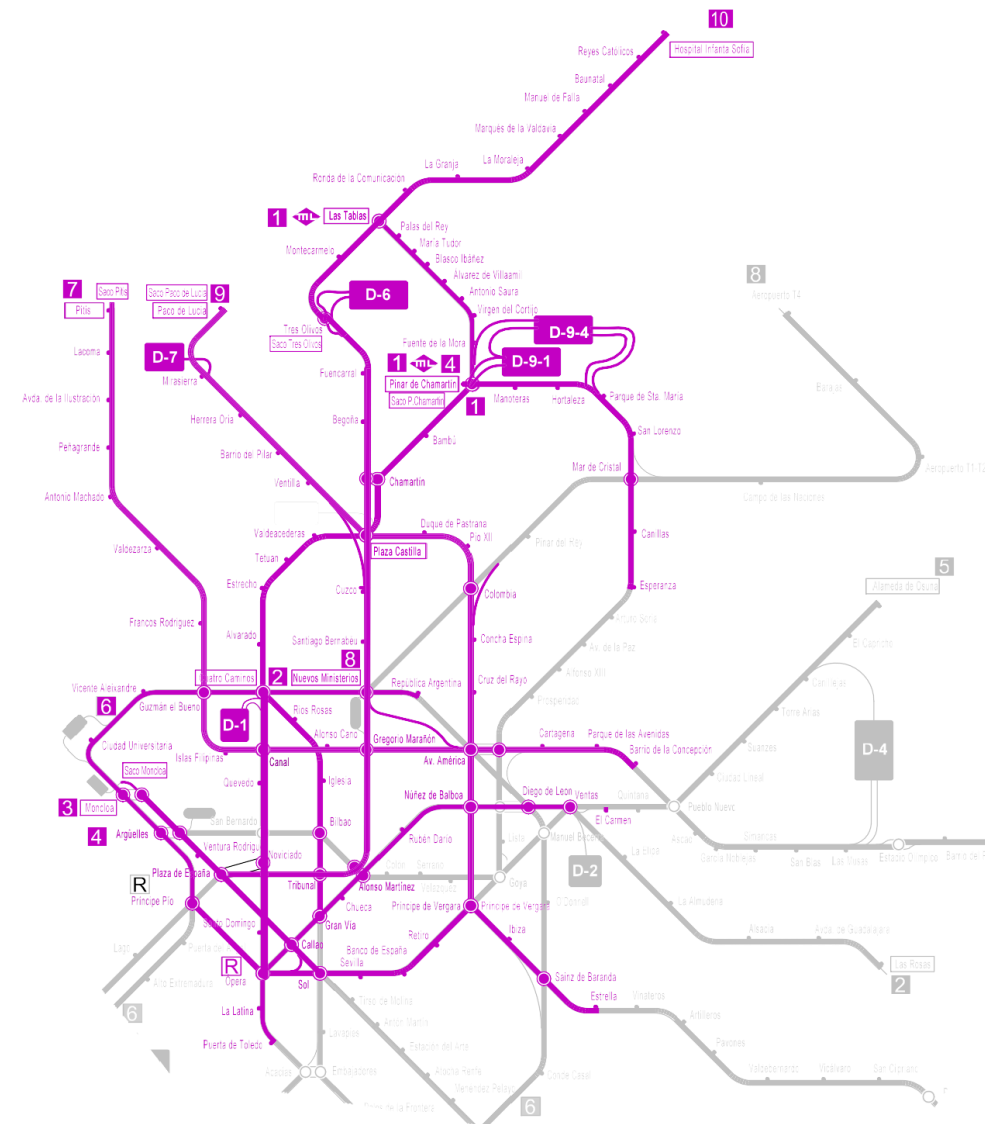 10
Reyes Católicos
Hospital Infanta Sofía
Baunatal
Manuel de Falla
Marques de la Valdavia
La Granja
La Moraleja
Ronda de la Comunicación
1
mL
Las Tablas
Palas del Rey
María Tudor
Montecarmelo
Blasco Ibáñez
Álvarez de Villaamil
Antonio Saura
Virgen del Cortijo
8
Aeropuerto T4
7
Saco Pitis
Pitis
Saco Paco de Lucía
9
Paco de Lucía
D-6
Tres Olivos
Saco Tres Olivos
D-9-4
Fuente de la Mora
D-9-1
Lacoma
D-7
Mirasierra
1
mL
4
Fuencarral
Pinar de Chamartín
Saco P.Chamartín
1
Manoteras
Hortaleza
Parque de Sta. María
Barajas
Avda. de la Ilustración
Herrera Oria
Begoña
San Lorenzo
Peñagrande
Barrio del Pilar
Bambú
Mar de Cristal
Aeropuerto T1-T2
Ventilla
Chamartín
Antonio Machado
Campo de las Naciones
Valdeacederas
Duque de Pastrana
Pío XII
Canillas
Valdezarza
Tetuán
Plaza Castilla
Pinar del Rey
Estrecho
Cuzco
Colombia
Esperanza
5
Alameda de Osuna
Francos Rodriguez
Alvarado
Santiago Bernabeu
Concha Espina
Arturo Soria
Av. de la Paz
El Capricho
8
Cuatro Caminos
2
Nuevos Ministerios
República Argentina
Cruz del Rayo
Alfonso XIII
Canillejas
Vicente Aleixandre
6
Guzmán el Bueno
Prosperidad
Torre Arias
D-1
Rios Rosas
Ciudad Universitaria
Alonso Cano
Gregorio Marañón
Cartagena
Parque de las Avenidas
Suanzes
D-4
Islas Filipinas
Canal
Av. América
Barrio de la Concepción
Saco Moncloa
Quevedo
Iglesia
Ciudad Lineal
3
Moncloa
Núñez de Balboa
Diego de León
Ventas
Quintana
Pueblo Nuevo
El Carmen
San Bernardo
Bilbao
4
Argüelles
Rubén Darío
Lista
Manuel Becerra
Ascao
Simancas
Ventura Rodríguez
Noviciado
Colón
Serrano
La Elipa
García Noblejas
San Blas
Las Musas
Estadio Olímpico
Plaza de España
Tribunal
Alonso Martínez
Velázquez
Goya
D-2
R
Príncipe Pío
Chueca
Príncipe de Vergara
Príncipe de Vergara
O'Donnell
La Almudena
Santo Domingo
Gran Vía
Callao
Retiro
Ibiza
Alsacia
Avda. de Guadalajara
Lago
Banco de España
Sevilla
R
Ópera
Sol
Sainz de Baranda
Las Rosas
2
Alto Extremadura
Estrella
Vinateros
Tirso de Molina
6
La Latina
Artilleros
Antón Martín
Puerta de Toledo
Lavapiés
Estación del Arte
Pavones
Acacias
Embajadores
Atocha Renfe
Conde Casal
Valdebernardo
Vicálvaro
San Cipriano
Menéndez Pelayo
6